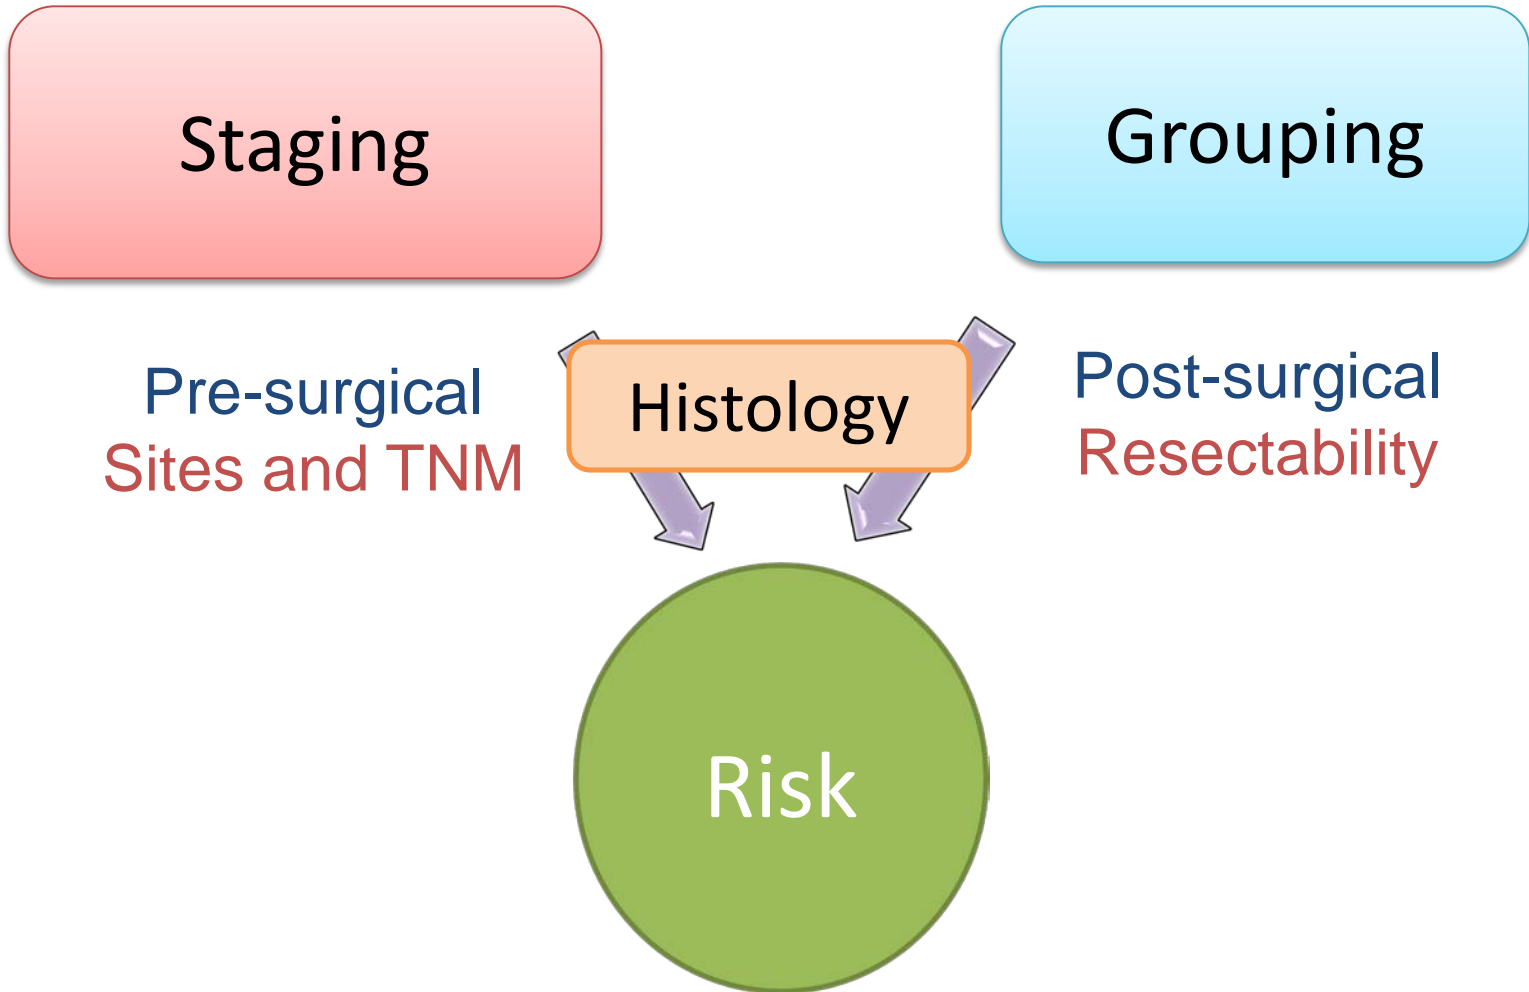 Staging
Grouping
Pre-surgical
Sites and TNM
Histology
Post-surgical
Resectability
Risk